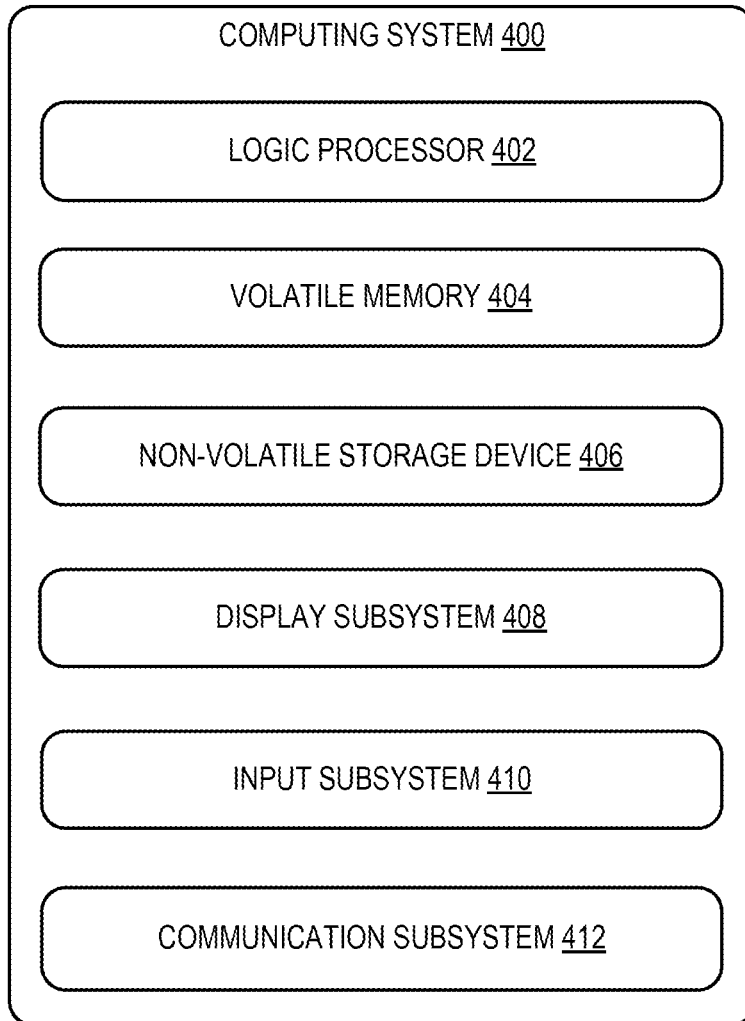 COMPUTING SYSTEM 400
LOGIC PROCESSOR 402
VOLATILE MEMORY 404
NON-VOLATILE STORAGE DEVICE 406
DISPLAY SUBSYSTEM 408
INPUT SUBSYSTEM 410
COMMUNICATION SUBSYSTEM 412